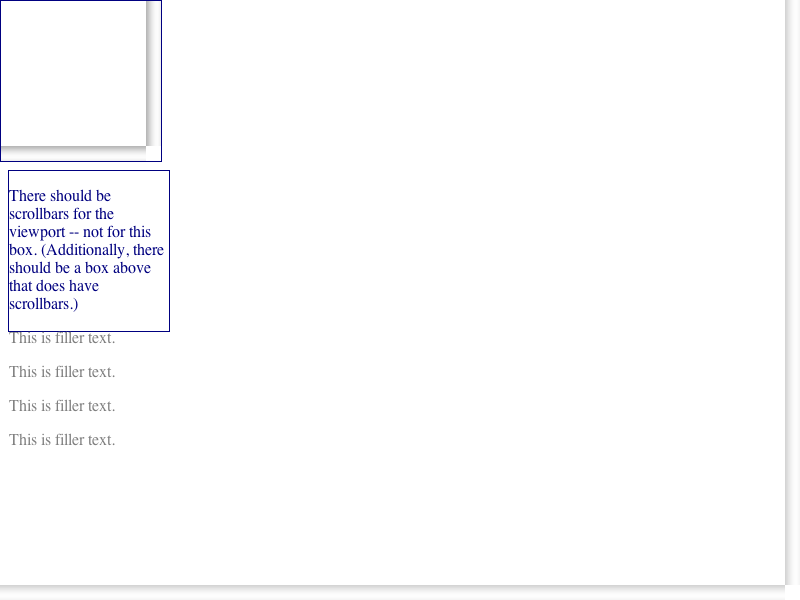 There should be
scrollbars for the
viewport -- not for this
box. (Additionally, there
should be a box above
that does have
scrollbars.)
This is filler text.
This is filler text.
This is filler text.
This is filler text.